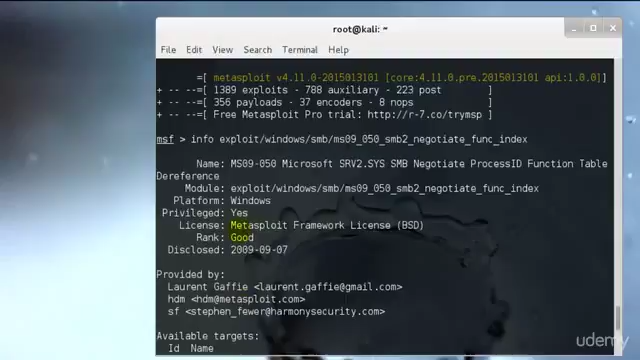 root@kali: ~
File Edit View Search Terminal Help
=[ metasploit v4.11.0-2015013101 [core:4.11.0.pre.2015013101 api:1.0.0]]
+ -- --=[ 1389 exploits - 788 auxiliary - 223 post ]
+ -- --=[ 356 payloads - 37 encoders - 8 nops ]
+ -- --=[ Free Metasploit Pro trial: http://r-7.co/trymsp ]
msf > info exploit/windows/smb/ms09_050_smb2_negotiate_func_index
Name: MS09-050 Microsoft SRV2.SYS SMB Negotiate ProcessID Function Table
Dereference
Module: exploit/windows/smb/ms09_050_smb2_negotiate_func_index
Platform: Windows
Privileged: Yes
License: Metasploit Framework License (BSD)
Rank: Good
Disclosed: 2009-09-07
Provided by:
Laurent Gaffie <laurent.gaffie@gmail.com>
hdm <hdm@metasploit.com>
sf <stephen_fewer@harmonysecurity.com>
Available targets:
Id Name
udemy